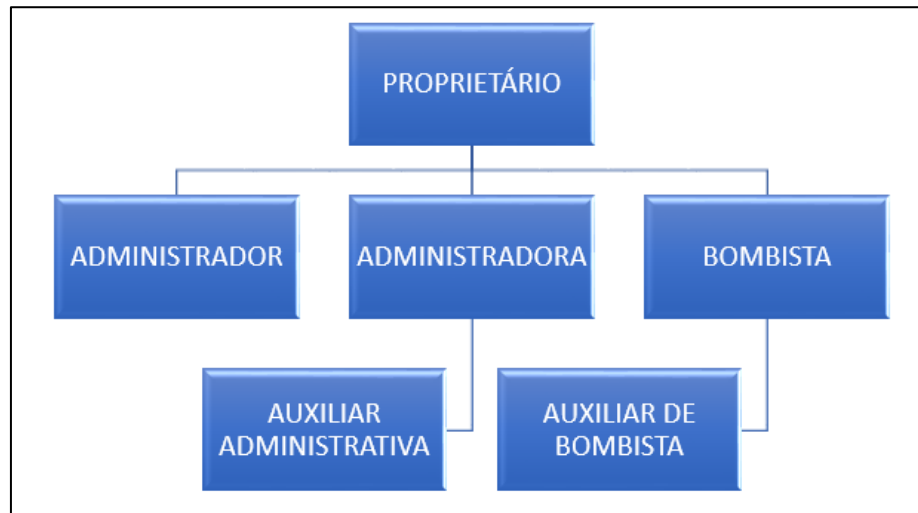 PROPRIETÁRIO
ADMINISTRADOR
ADMINISTRADORA
BOMBISTA
AUXILIAR
ADMINISTRATIVA
AUXILIAR DE
BOMBISTA